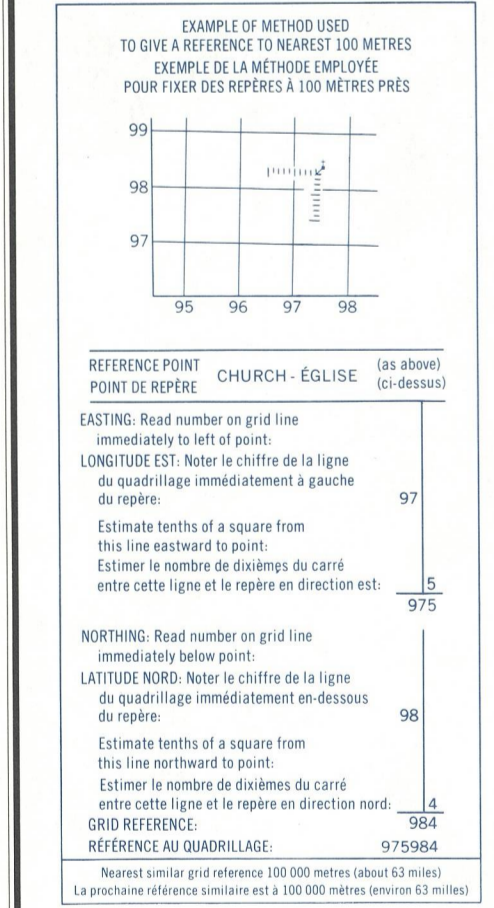 EXAMPLE OF METHOD USED
TO GIVE A REFERENCE TO NEAREST 100 METRES
EXEMPLE DE LA MÉTHODE EMPLOYÉE
POUR FIXER DES REPÈRES À 100 MÈTRES PRÈS
99
98
97
95 96 97 98
REFERENCE POINT
POINT DE REPÈRE
CHURCH - ÉGLISE
(as above)
(ci-dessus)
EASTING: Read number on grid line
immediately to left of point:
LONGITUDE EST: Noter le chiffre de la ligne
du quadrillage immédiatement à gauche
du repère: 97
Estimate tenths of a square from
this line eastward to point:
Estimer le nombre de dixièmes du carré
entre cette ligne et le repère en direction est: 5
975
NORTHING: Read number on grid line
immediately below point:
LATITUDE NORD: Noter le chiffre de la ligne
du quadrillage immédiatement en-dessous
du repère: 98
Estimate tenths of a square from
this line northward to point:
Estimer le nombre de dixièmes du carré
entre cette ligne et le repère en direction nord: 4
GRID REFERENCE: 984
RÉFÉRENCE AU QUADRILLAGE: 975984
Nearest similar grid reference 100 000 metres (about 63 miles)
La prochaine référence similaire est à 100 000 mètres (environ 63 milles)